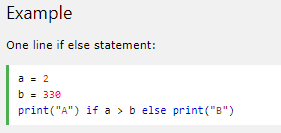 Example
One line if else statement:
a = 2
b = 330
print("A") if a > b else print("B")